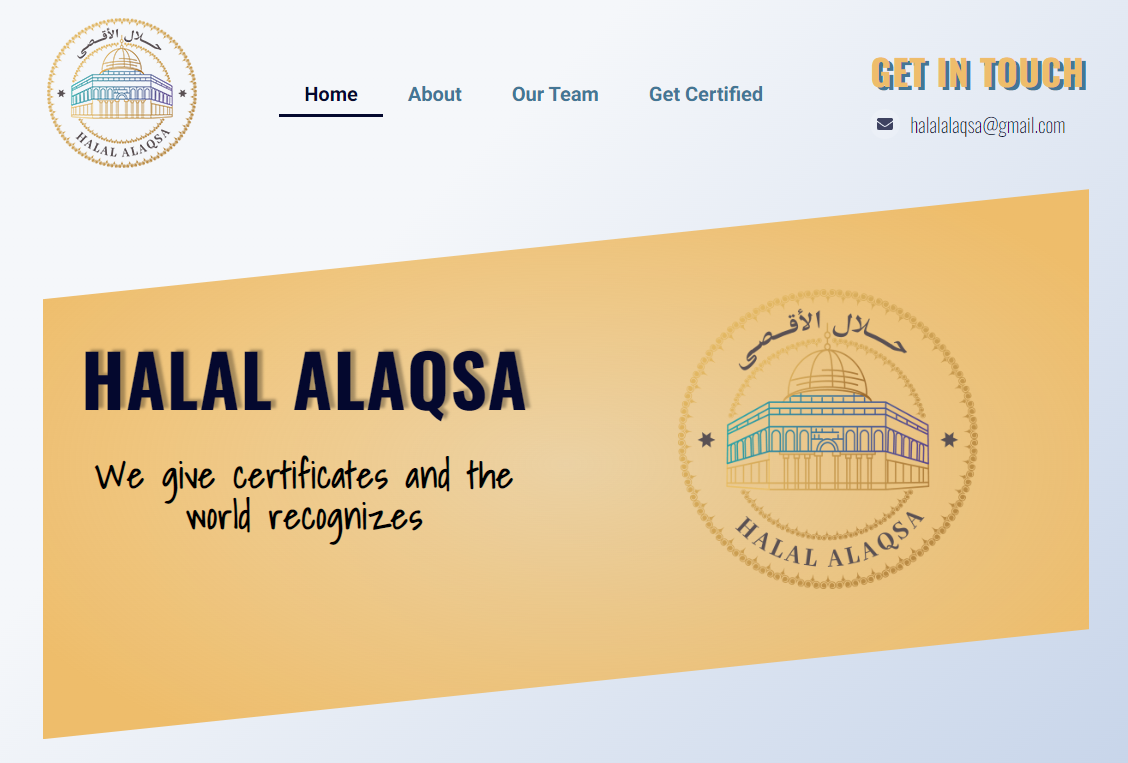 حلال الأقصى
HALAL ALAQSA
Home
About
Our Team
Get Certified
GET IN TOUCH
halalalaqsa@gmail.com
HALAL ALAQSA
We give certificates and the
world recognizes
حلال الأقصى
HALAL ALAQSA